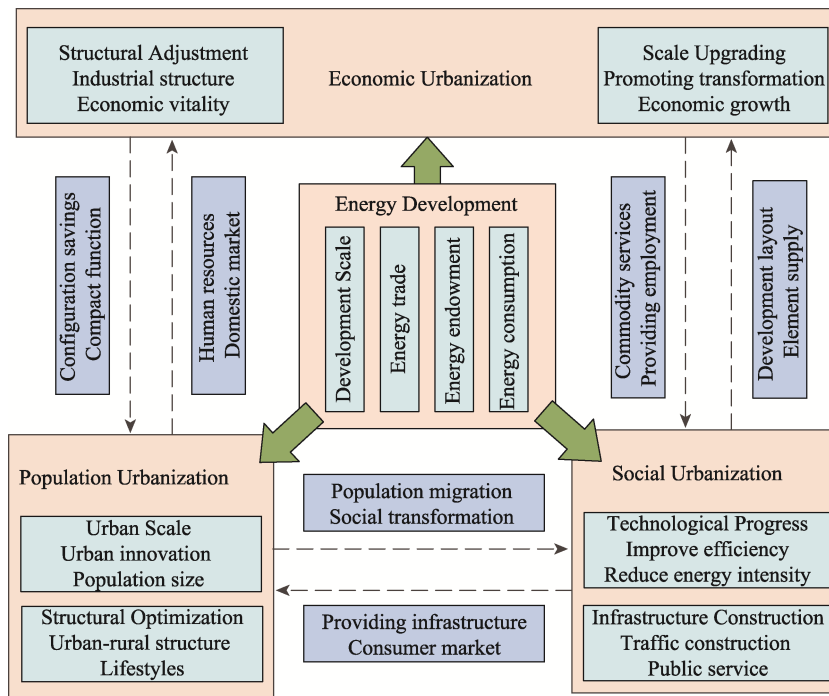 Structural Adjustment
Industrial structure
Economic vitality
Economic Urbanization
Scale Upgrading
Promoting transformation
Economic growth
Configuration savings
Compact function
Human resources
Domestic market
Energy Development
Development Scale
Energy trade
Energy endowment
Energy consumption
Commodity services
Providing employment
Development layout
Element supply
Population Urbanization
Urban Scale
Urban innovation
Population size
Structural Optimization
Urban-rural structure
Lifestyles
Population migration
Social transformation
Providing infrastructure
Consumer market
Social Urbanization
Technological Progress
Improve efficiency
Reduce energy intensity
Infrastructure Construction
Traffic construction
Public service